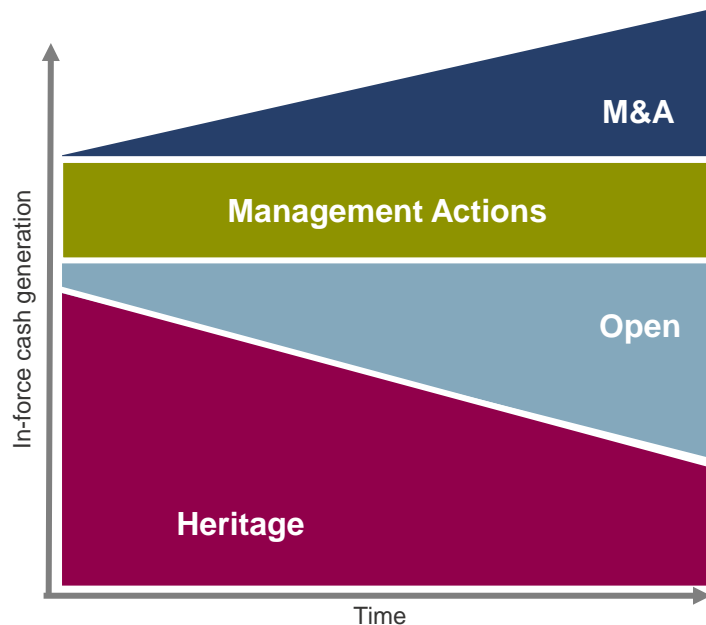 M&A
Management Actions
Open
Heritage
In-force cash generation
Time